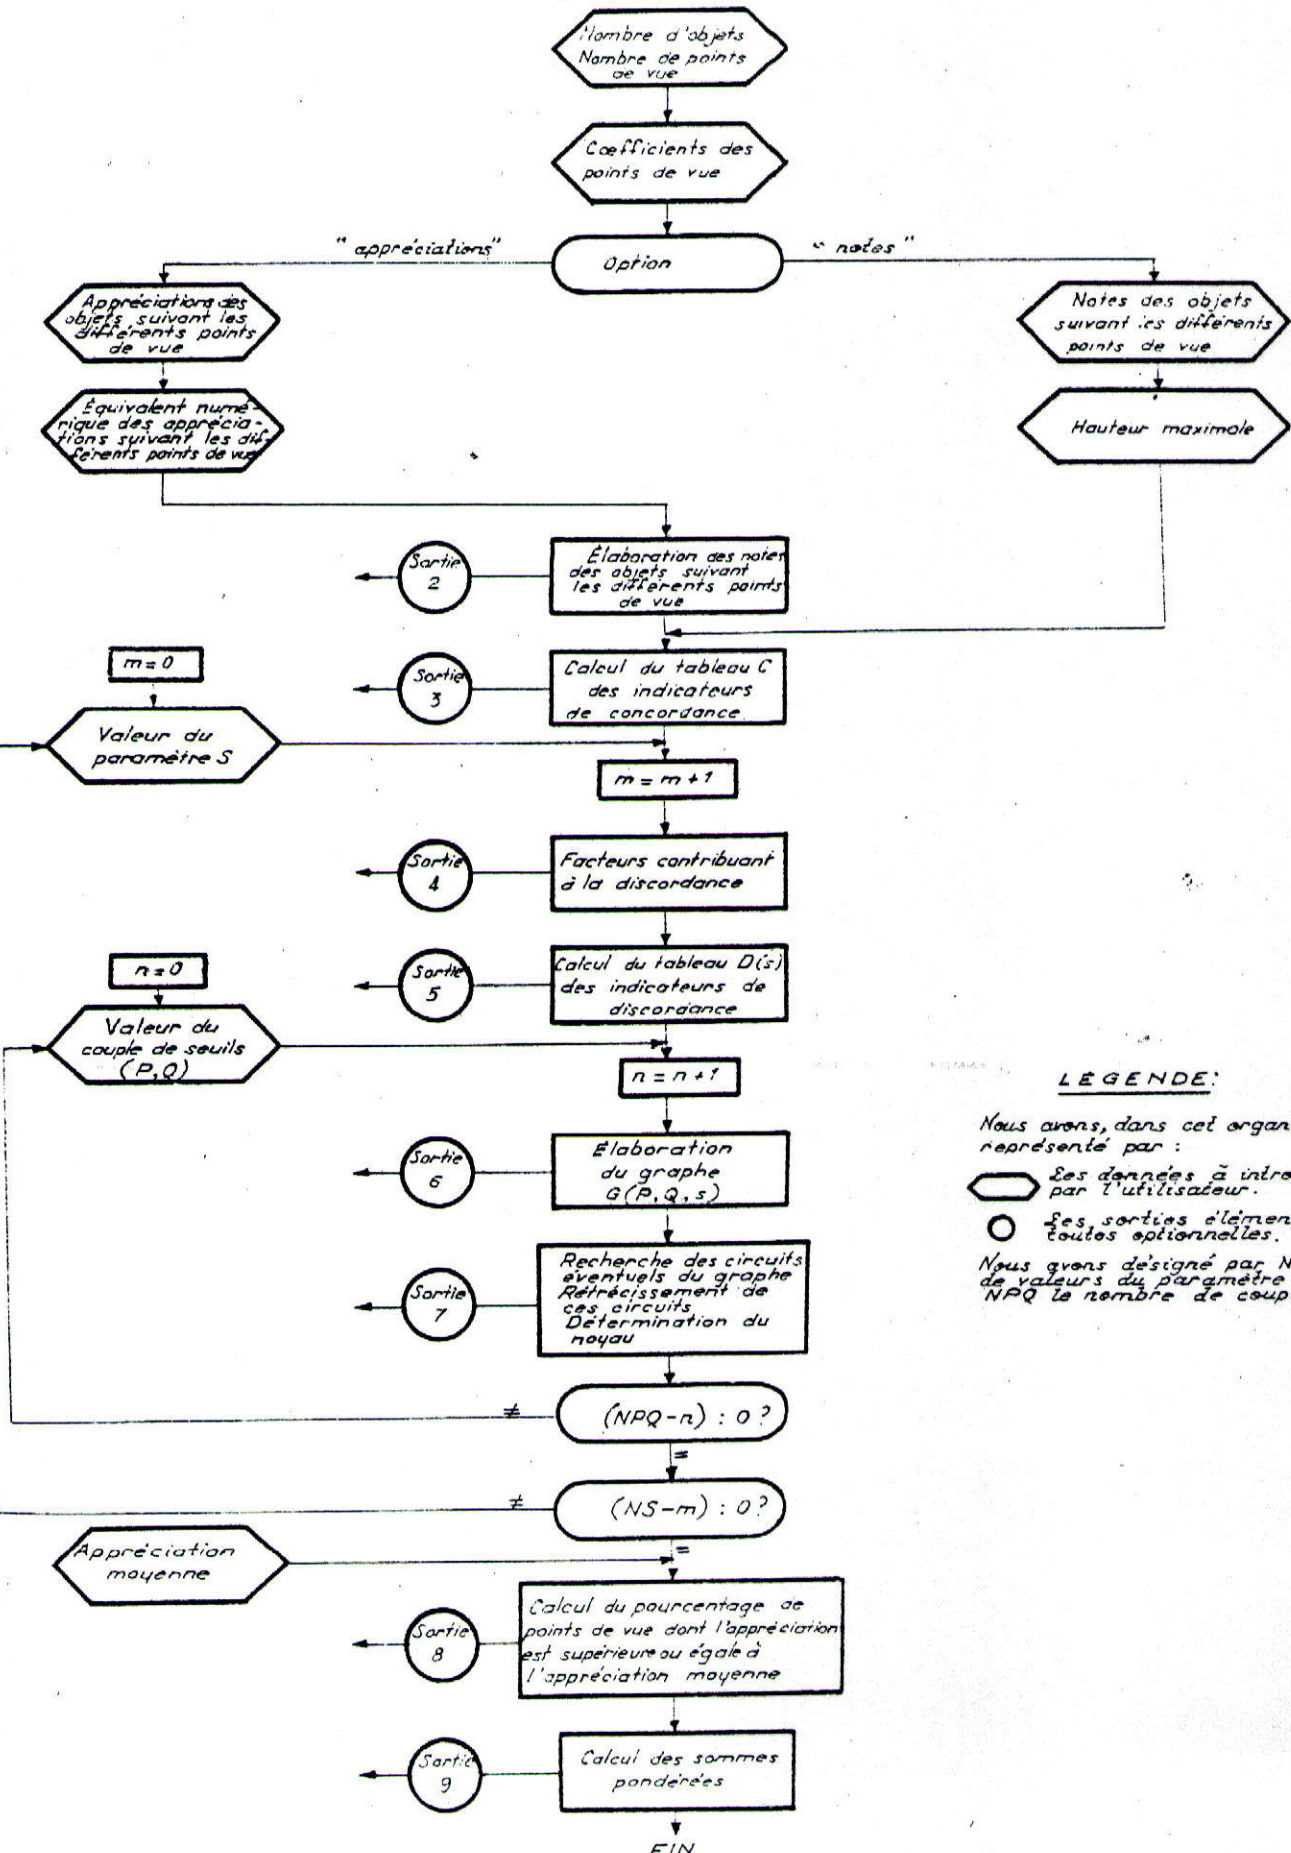 Nombre d'objets
Nombre de points
de vue
Cœfficients des
points de vue
"appréciations"
Option
"notes"
Appréciations des
objets suivant les
différents points
de vue
Notes des objets
suivant les différents
points de vue
Équivalent numé-
rique des apprécia-
tions suivant les dif-
férents points de vue
Hauteur maximale
Sortie
2
Élaboration des notes
des objets suivant
les différents points
de vue
m = 0
Sortie
3
Calcul du tableau C
des indicateurs
de concordance
Valeur du
paramètre S
m = m + 1
Sortie
4
Facteurs contribuant
à la discordance
n = 0
Sortie
5
Calcul du tableau D(s)
des indicateurs de
discordance
Valeur du
couple de seuils
(P,Q)
n = n + 1
LÉGENDE:
Nous avons, dans cet organ
représenté par :
Les données à intro
par l'utilisateur.
Les sorties élémen
toutes optionnelles.
Nous avons désigné par N
de valeurs du paramètre
NPQ le nombre de coup
Sortie
6
Élaboration
du graphe
G(P,Q,s)
Sortie
7
Recherche des circuits
éventuels du graphe
Rétrécissement de
ces circuits
Détermination du
noyau
≠
(NPQ-n) : 0 ?
=
≠
(NS-m) : 0 ?
=
Appréciation
moyenne
Sortie
8
Calcul du pourcentage de
points de vue dont l'appréciation
est supérieure ou égale à
l'appréciation moyenne
Sortie
9
Calcul des sommes
pondérées
FIN